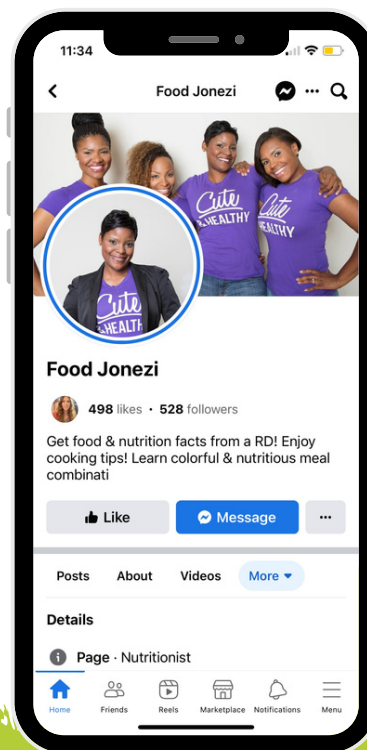 11:34
Food Jonezi
Cute
& HEALTHY
Cute
HEALTHY
Cute
& HEALTH
Food Jonezi
498 likes · 528 followers
Get food & nutrition facts from a RD! Enjoy
cooking tips! Learn colorful & nutritious meal
combinati
Like
Message
Posts About Videos More
Details
Page · Nutritionist
Home Friends Reels Marketplace Notifications Menu